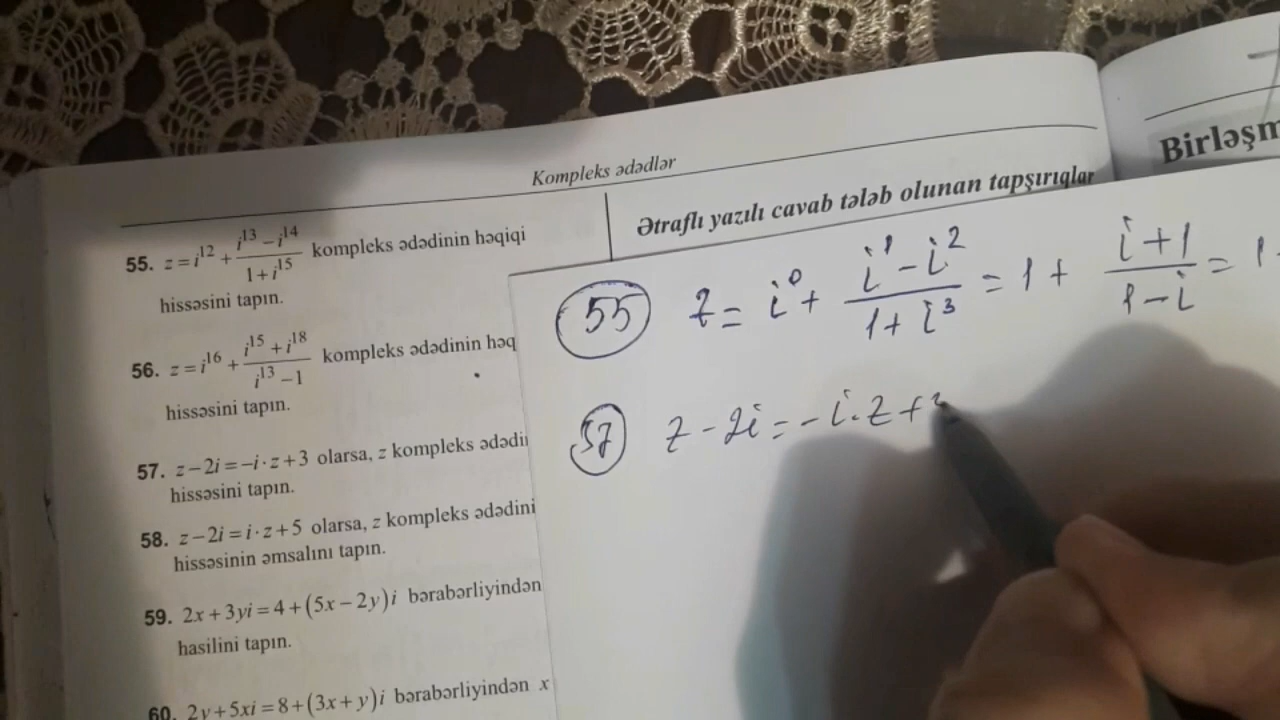 Kompleks ədədlər
Birləşm
Ətraflı yazılı cavab tələb olunan tapşırıqlar
55. z = i^12 + (i^13 − i^14)/(1 + i^15) kompleks ədədinin həqiqi
hissəsini tapın.
56. z = i^16 + (i^15 + i^18)/(i^13 − 1) kompleks ədədinin həq
hissəsini tapın.
57. z − 2i = −i · z + 3 olarsa, z kompleks ədədi
hissəsini tapın.
58. z − 2i = i · z + 5 olarsa, z kompleks ədədini
hissəsinin əmsalını tapın.
59. 2x + 3yi = 4 + (5x − 2y)i bərabərliyindən
hasilini tapın.
60. 2y + 5xi = 8 + (3x + y)i bərabərliyindən x
55 z = i^0 + (i^1 − i^2)/(1 + i^3) = 1 + (i + 1)/(1 − i) = 1
57 z − 2i = −i · z + 3